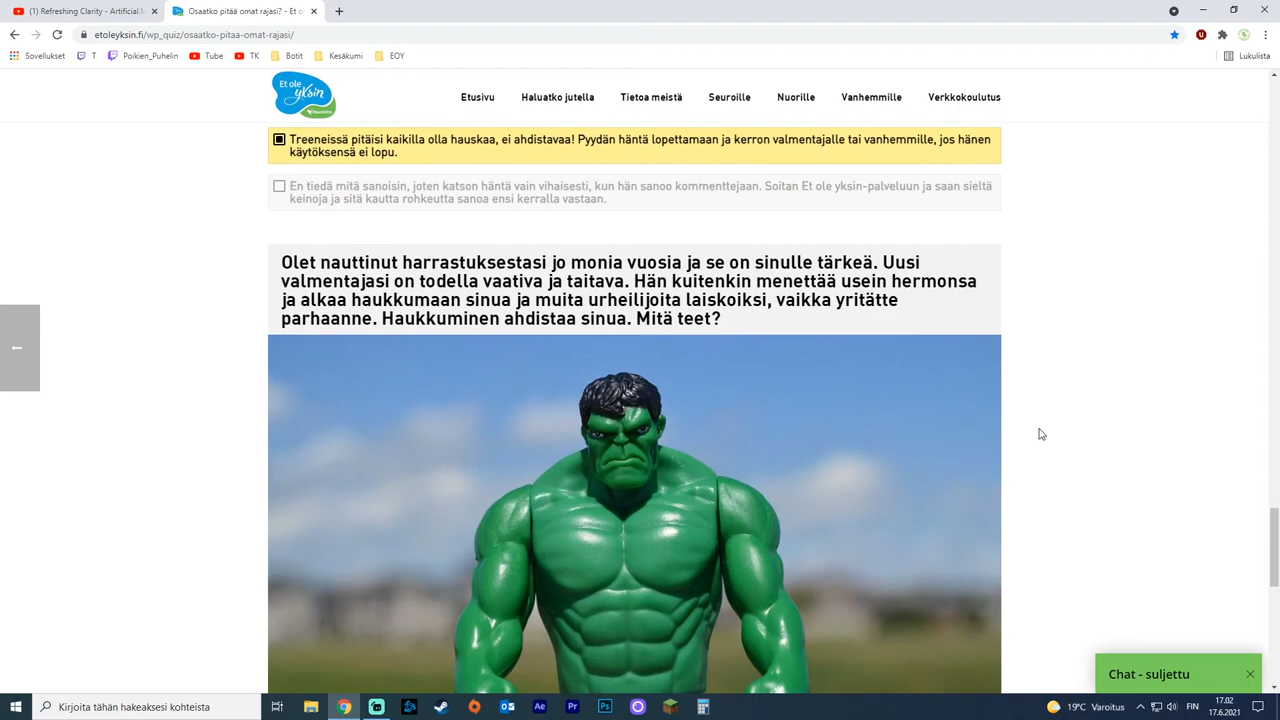 (1) Refreshing Clarity - Artificial.M
Osaatko pitää omat rajasi? - Et ol
etoleyksin.fi/wp_quiz/osaatko-pitaa-omat-rajasi/
Sovellukset
T
Poikien_Puhelin
Tube
TK
Botit
Kesäkumi
EOY
Lukulista
Et ole
yksin
Etusivu
Haluatko jutella
Tietoa meistä
Seuroille
Nuorille
Vanhemmille
Verkkokoulutus
Treeneissä pitäisi kaikilla olla hauskaa, ei ahdistavaa! Pyydän häntä lopettamaan ja kerron valmentajalle tai vanhemmille, jos hänen
käytöksensä ei lopu.
En tiedä mitä sanoisin, joten katson häntä vain vihaisesti, kun hän sanoo kommenttejaan. Soitan Et ole yksin-palveluun ja saan sieltä
keinoja ja sitä kautta rohkeutta sanoa ensi kerralla vastaan.
Olet nauttinut harrastuksestasi jo monia vuosia ja se on sinulle tärkeä. Uusi
valmentajasi on todella vaativa ja taitava. Hän kuitenkin menettää usein hermonsa
ja alkaa haukkumaan sinua ja muita urheilijoita laiskoiksi, vaikka yritätte
parhaanne. Haukkuminen ahdistaa sinua. Mitä teet?
Chat - suljettu
Kirjoita tähän hakeaksesi kohteista
Ae
Pr
Ps
19°C Varoitus
FIN
17.02
17.6.2021